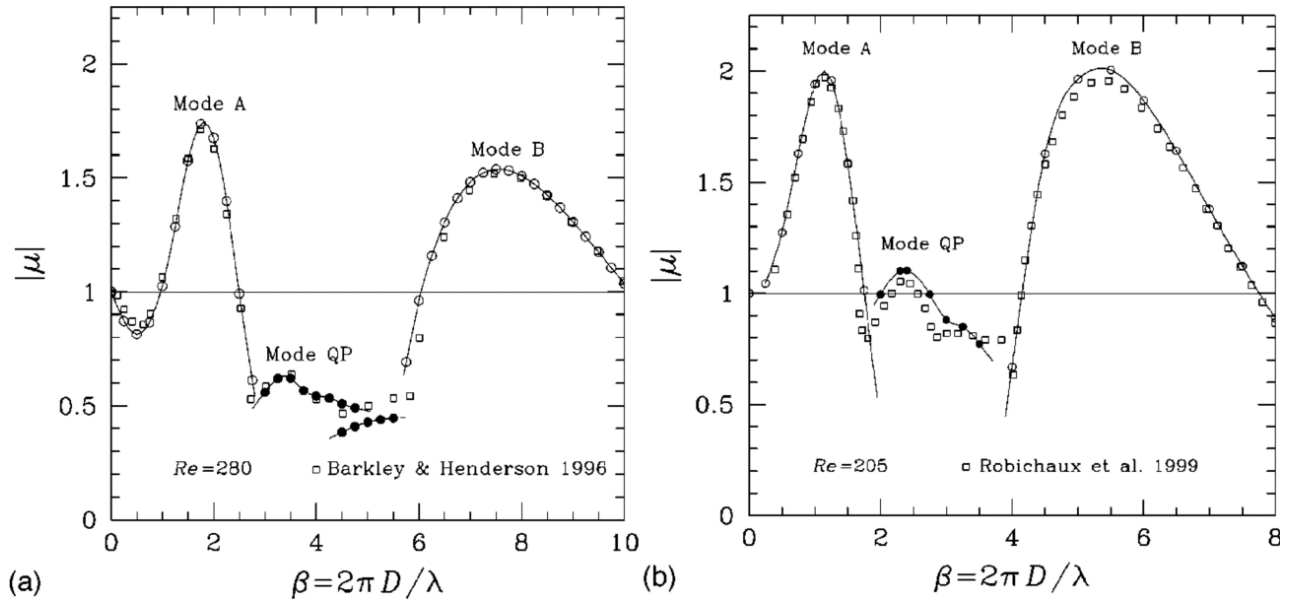 2
1.5
1
0.5
0
|μ|
Mode A
Mode B
Mode QP
Re=280
□ Barkley & Henderson 1996
0 2 4 6 8 10
(a)
β=2πD/λ
2
1.5
1
0.5
0
|μ|
Mode A
Mode B
Mode QP
Re=205
□ Robichaux et al. 1999
0 2 4 6 8
(b)
β=2πD/λ